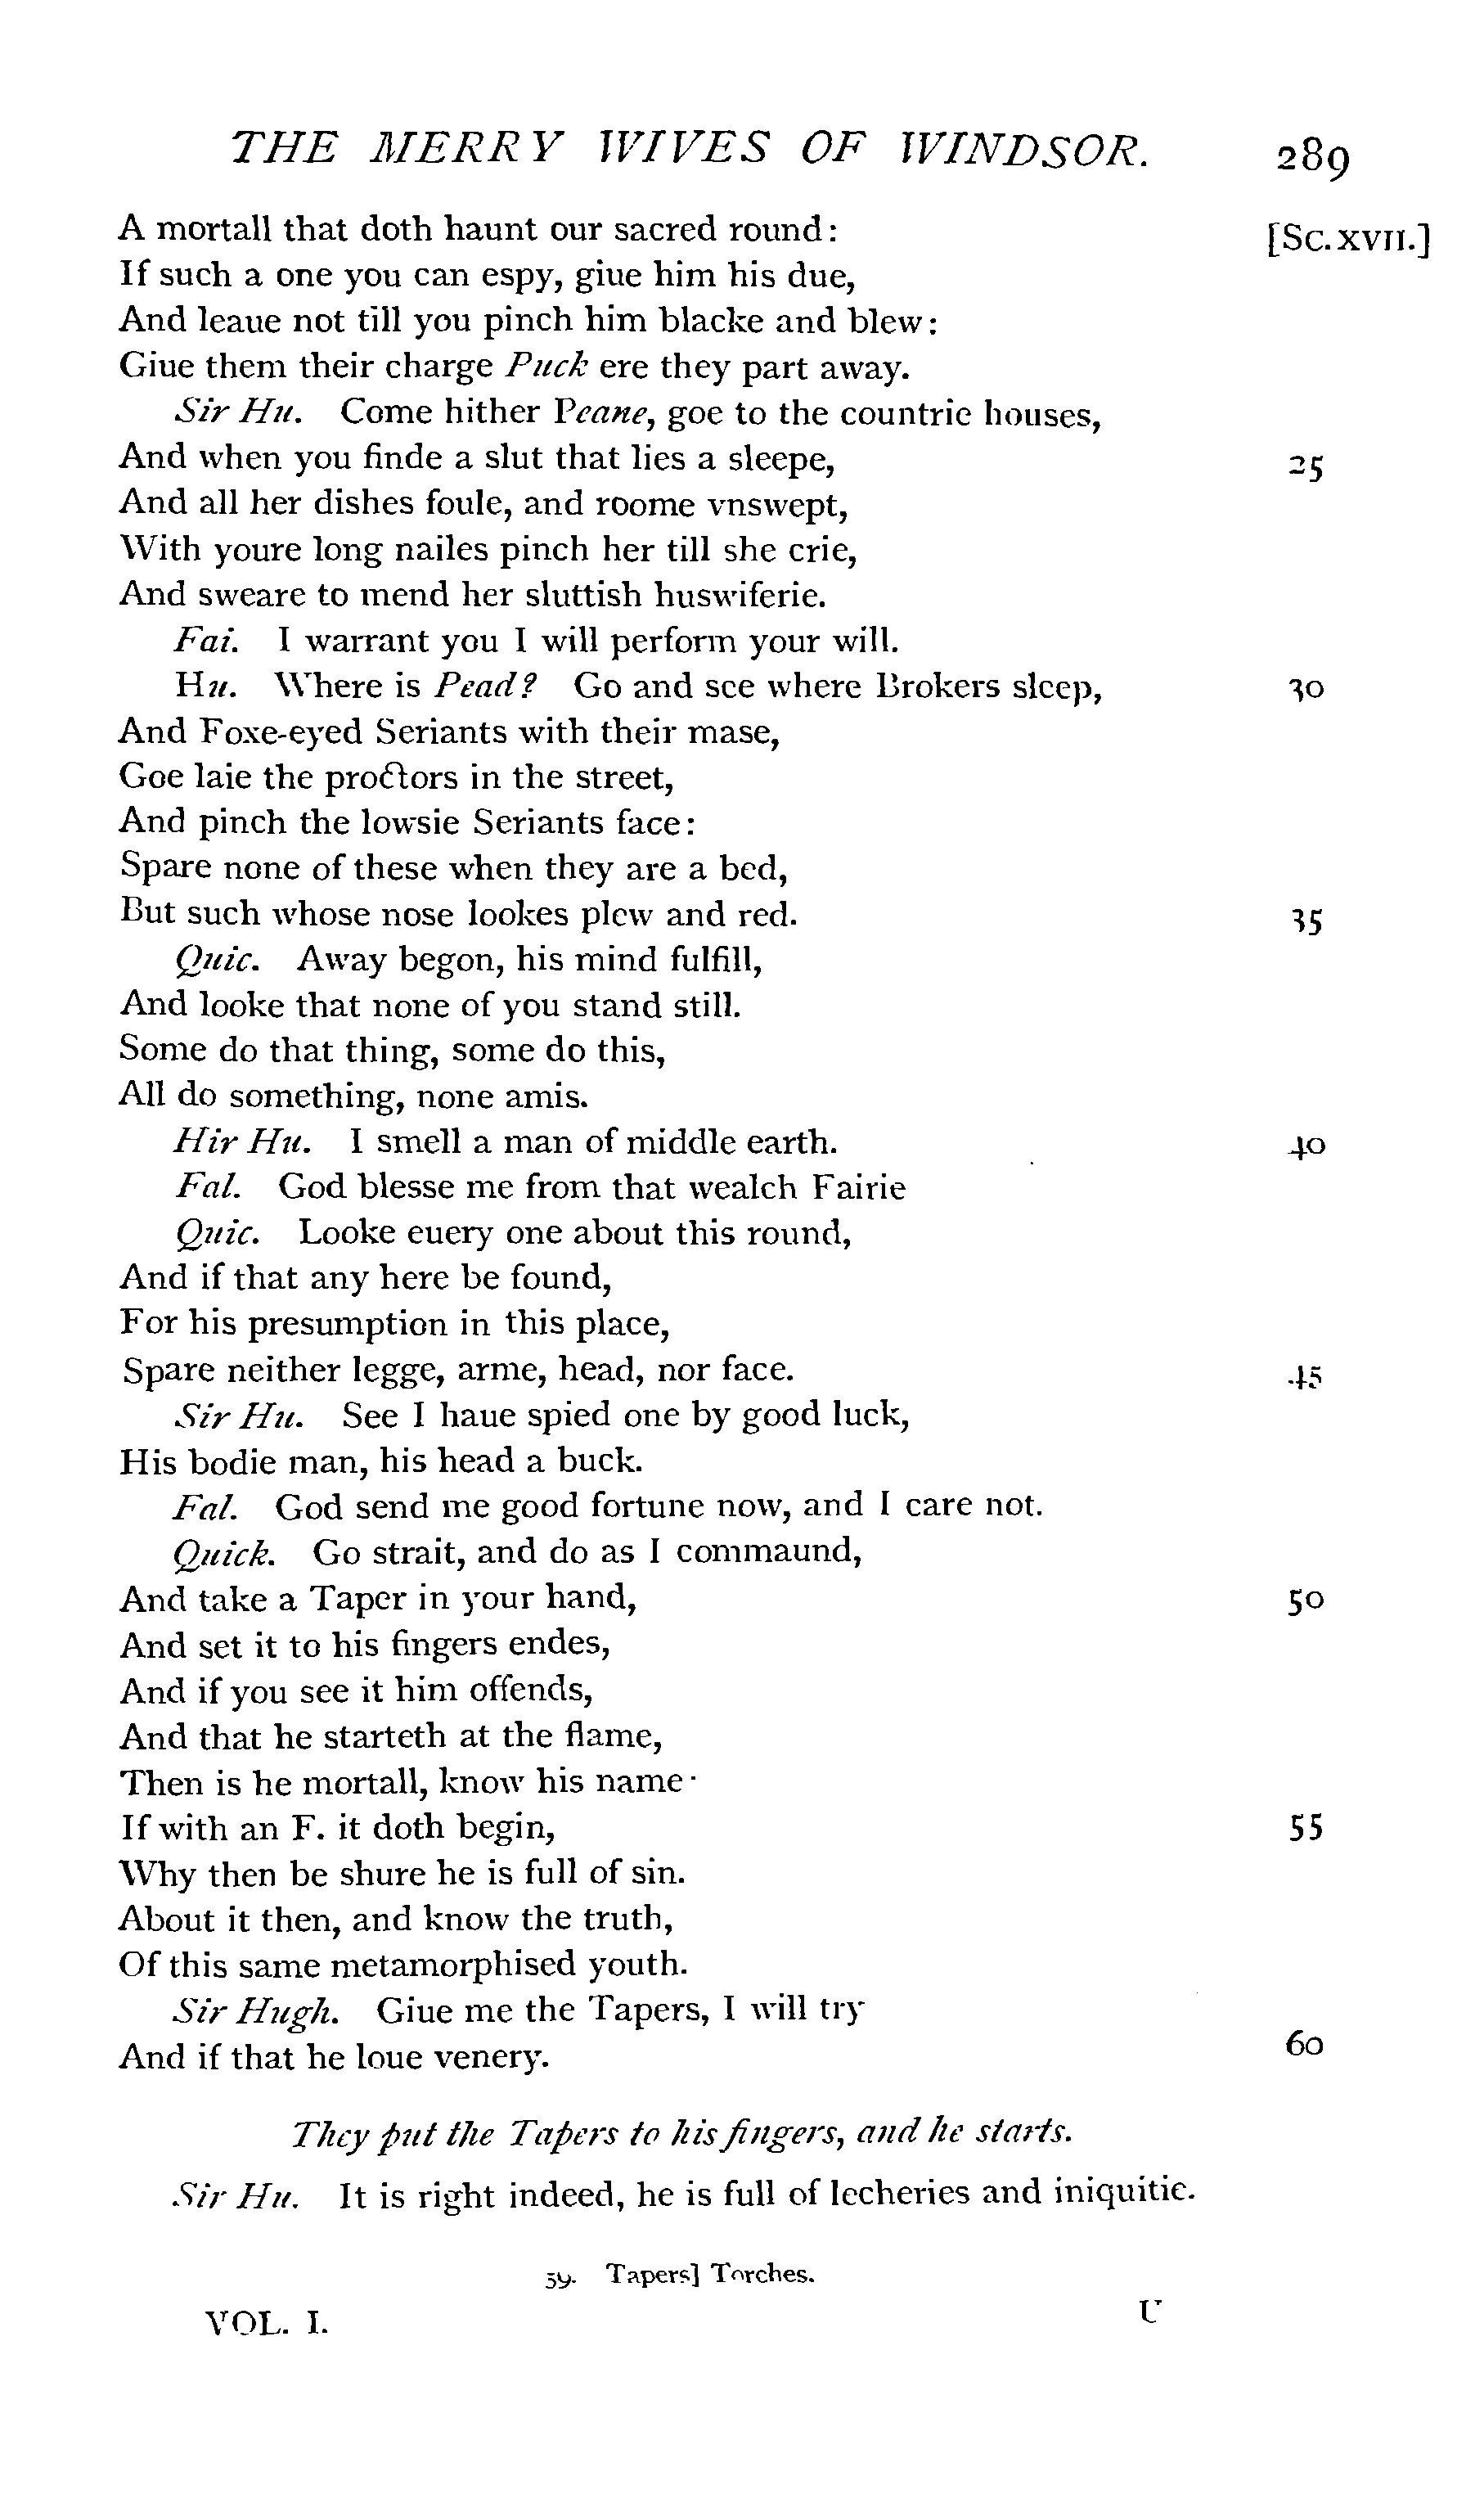 THE MERRY WIVES OF WINDSOR. 289
A mortall that doth haunt our sacred round: [Sc. XVII.]
If such a one you can espy, giue him his due,
And leaue not till you pinch him blacke and blew:
Giue them their charge Puck ere they part away.
Sir Hu. Come hither Peane, goe to the countrie houses,
And when you finde a slut that lies a sleepe, 25
And all her dishes foule, and roome vnswept,
With youre long nailes pinch her till she crie,
And sweare to mend her sluttish huswiferie.
Fai. I warrant you I will perform your will.
Hu. Where is Pead? Go and see where Brokers sleep, 30
And Foxe-eyed Seriants with their mase,
Goe laie the proctors in the street,
And pinch the lowsie Seriants face:
Spare none of these when they are a bed,
But such whose nose lookes plew and red. 35
Quic. Away begon, his mind fulfill,
And looke that none of you stand still.
Some do that thing, some do this,
All do something, none amis.
Hir Hu. I smell a man of middle earth. 40
Fal. God blesse me from that wealch Fairie
Quic. Looke euery one about this round,
And if that any here be found,
For his presumption in this place,
Spare neither legge, arme, head, nor face. 45
Sir Hu. See I haue spied one by good luck,
His bodie man, his head a buck.
Fal. God send me good fortune now, and I care not.
Quick. Go strait, and do as I commaund,
And take a Taper in your hand, 50
And set it to his fingers endes,
And if you see it him offends,
And that he starteth at the flame,
Then is he mortall, know his name·
If with an F. it doth begin, 55
Why then be shure he is full of sin.
About it then, and know the truth,
Of this same metamorphised youth.
Sir Hugh. Giue me the Tapers, I will try
And if that he loue venery. 60
They put the Tapers to his fingers, and he starts.
Sir Hu. It is right indeed, he is full of lecheries and iniquitie.
59. Tapers] Torches.
VOL. I. U